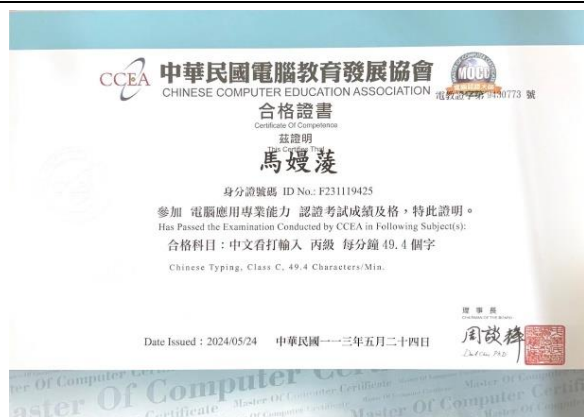 CCEA 中華民國電腦教育發展協會
CHINESE COMPUTER EDUCATION ASSOCIATION
MOCC
合格證書
Certificate Of Competence
茲證明
This Certifies That
馬嫚蓤
身分證號碼 ID No.: F231119425
參加 電腦應用專業能力 認證考試成績及格,特此證明。
Has Passed the Examination Conducted by CCEA in Following Subject(s):
合格科目:中文看打輸入 丙級 每分鐘 49.4 個字
Chinese Typing, Class C, 49.4 Characters/Min.
理 事 長
Date Issued : 2024/05/24 中華民國一一三年五月二十四日
Master Of Computer Certificate